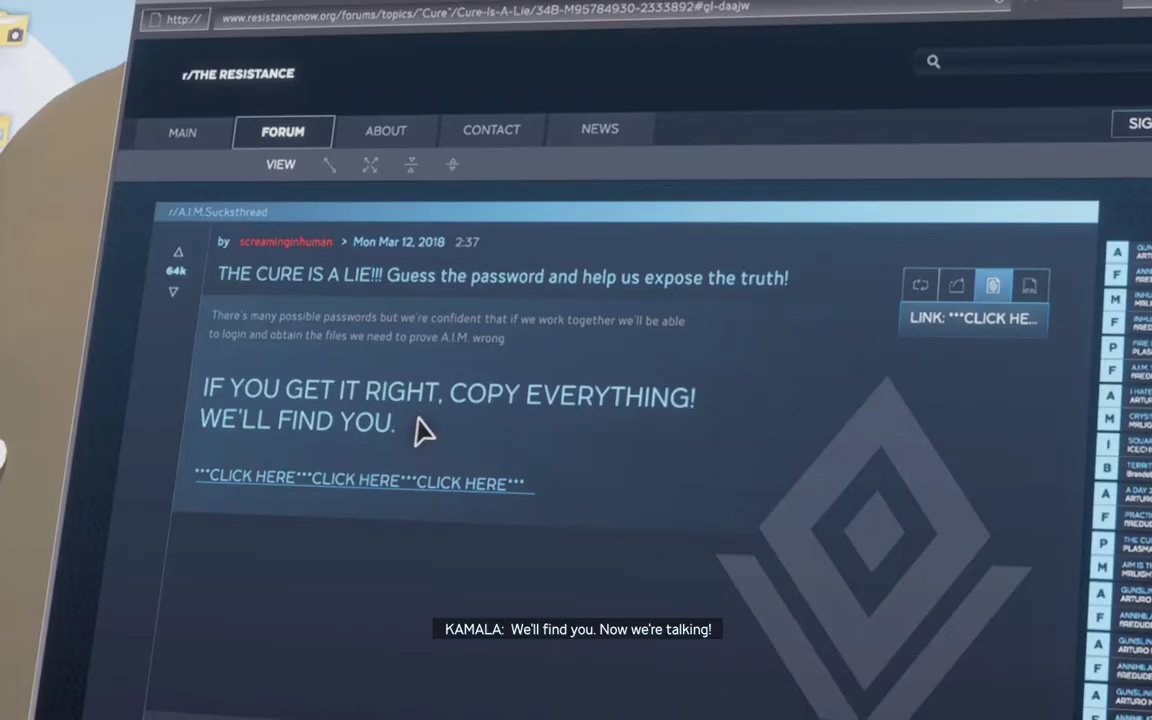 http://
www.resistancenow.org/forums/topics/"Cure"/Cure-Is-A-Lie/34B-M95784930-2333892#gl-daajw
r/THE RESISTANCE
MAIN
FORUM
ABOUT
CONTACT
NEWS
SIG
VIEW
r/A.I.M.Sucksthread
by screaminginhuman > Mon Mar 12, 2018 2:37
64k
THE CURE IS A LIE!!! Guess the password and help us expose the truth!
LINK: ***CLICK HE...
There's many possible passwords but we're confident that if we work together we'll be able
to login and obtain the files we need to prove A.I.M. wrong
IF YOU GET IT RIGHT, COPY EVERYTHING!
WE'LL FIND YOU.
***CLICK HERE***CLICK HERE***CLICK HERE***
A
F
M
F
P
F
A
M
I
B
A
F
P
M
A
F
A
F
A
KAMALA: We'll find you. Now we're talking!